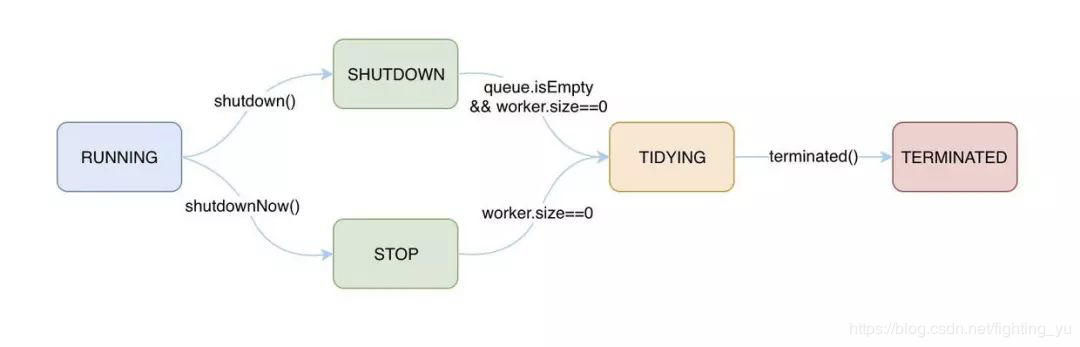 SHUTDOWN
queue.isEmpty
&& worker.size==0
shutdown()
RUNNING
TIDYING
terminated()
TERMINATED
shutdownNow()
worker.size==0
STOP
https://blog.csdn.net/fighting_yu